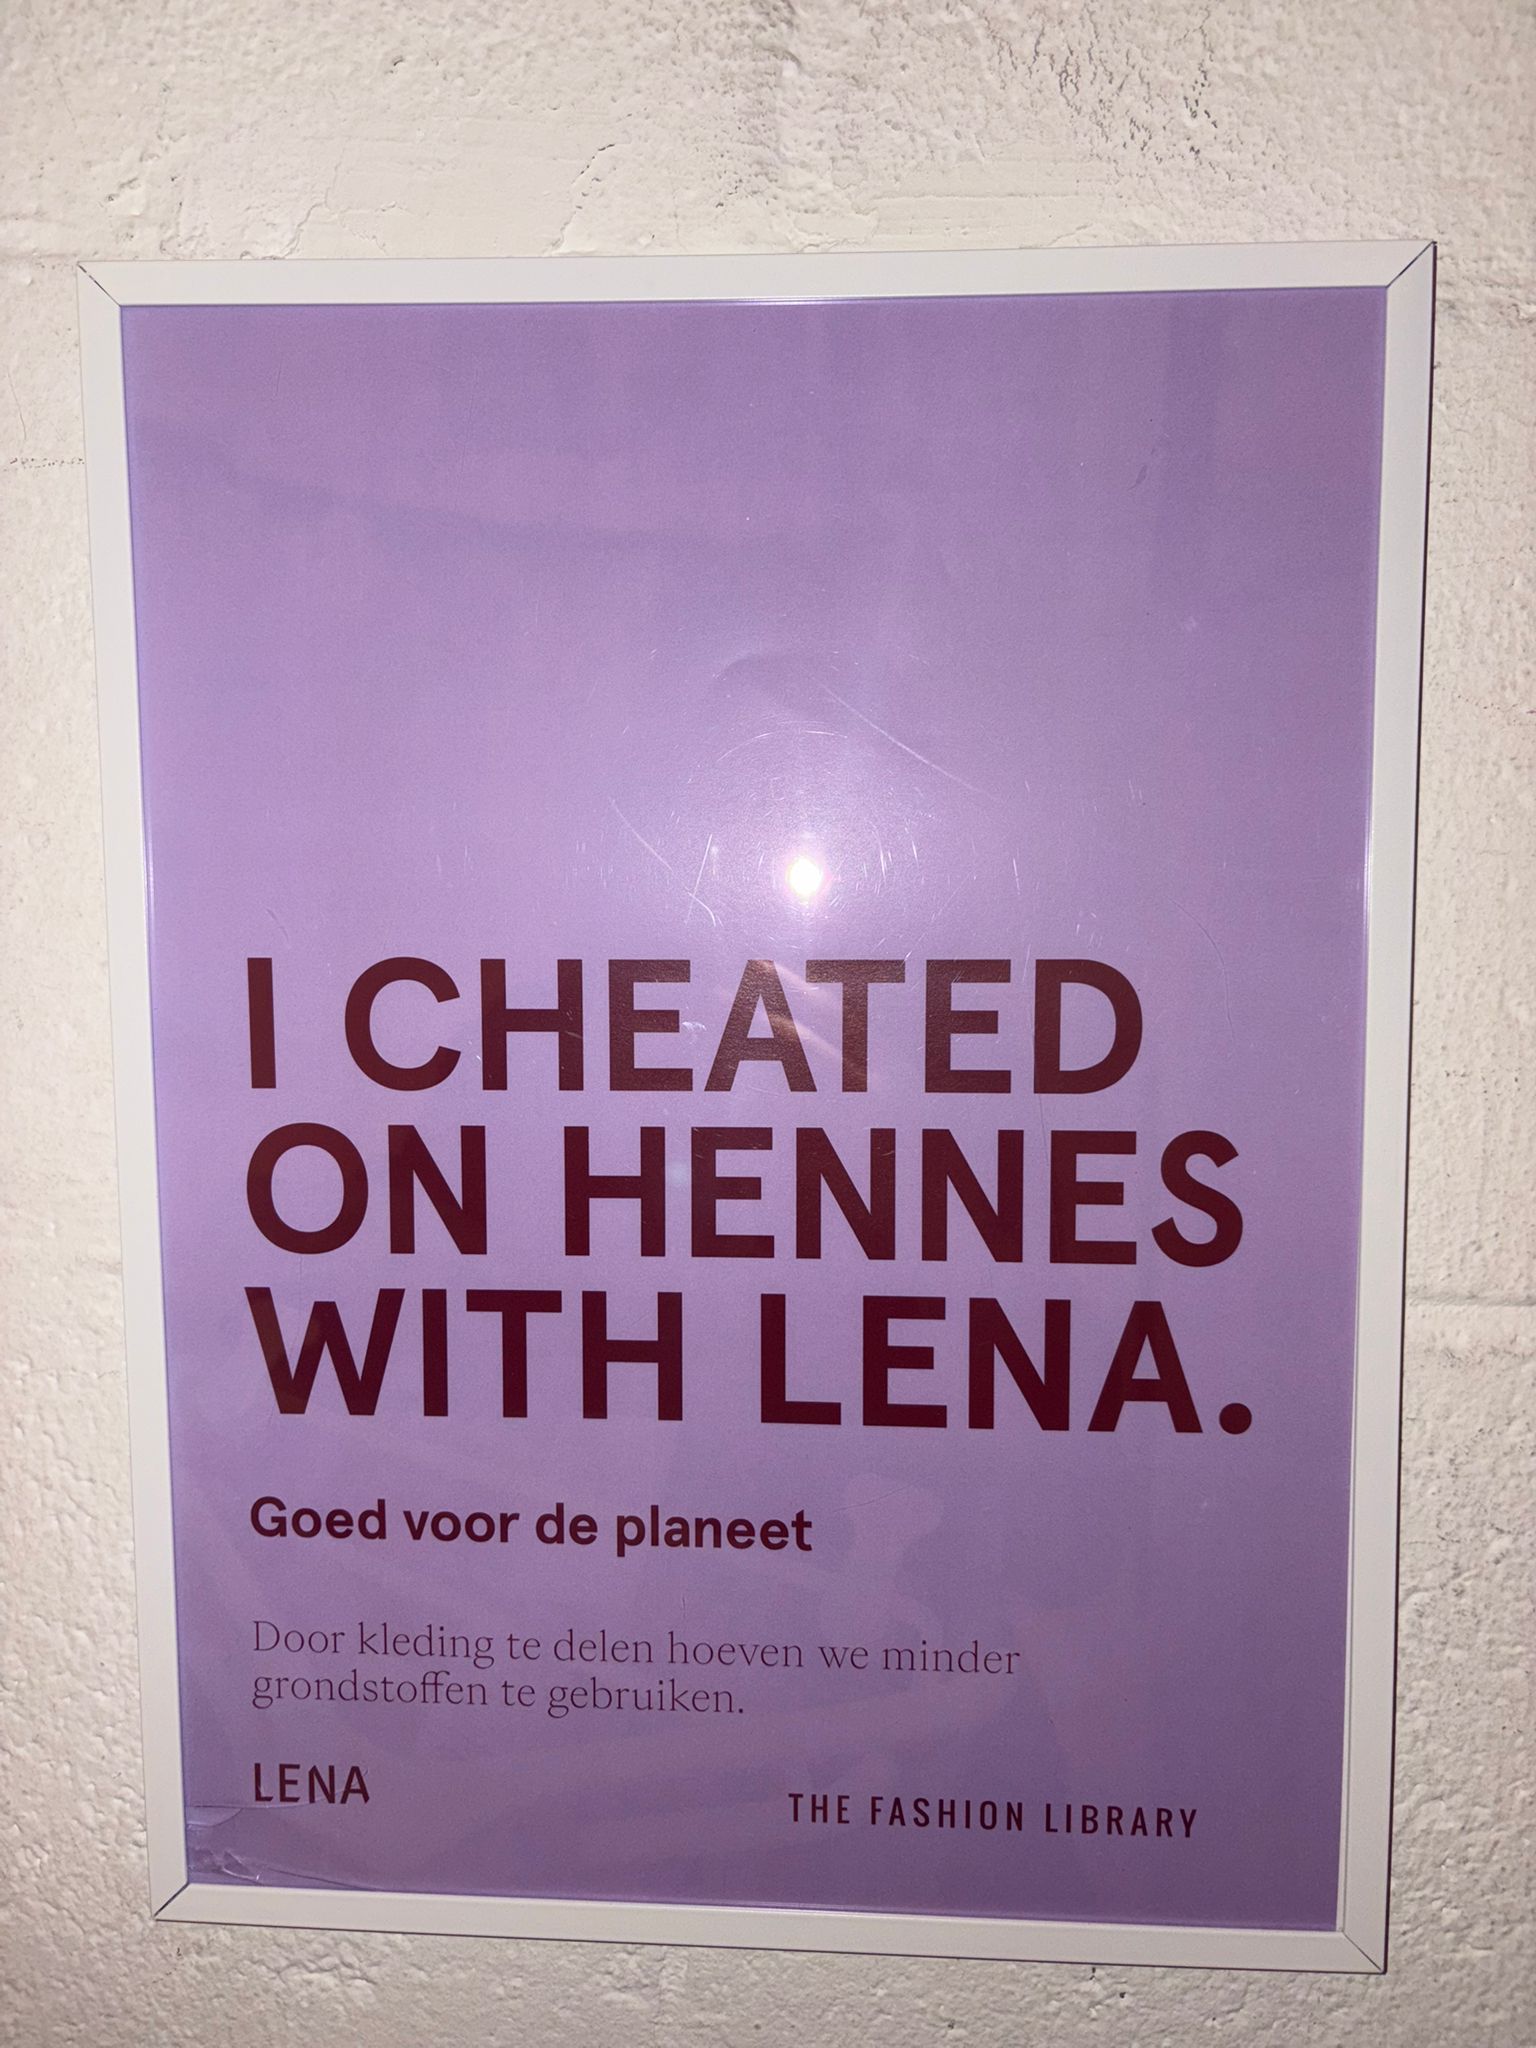 I CHEATED
ON HENNES
WITH LENA.
Goed voor de planeet
Door kleding te delen hoeven we minder
grondstoffen te gebruiken.
LENA
THE FASHION LIBRARY